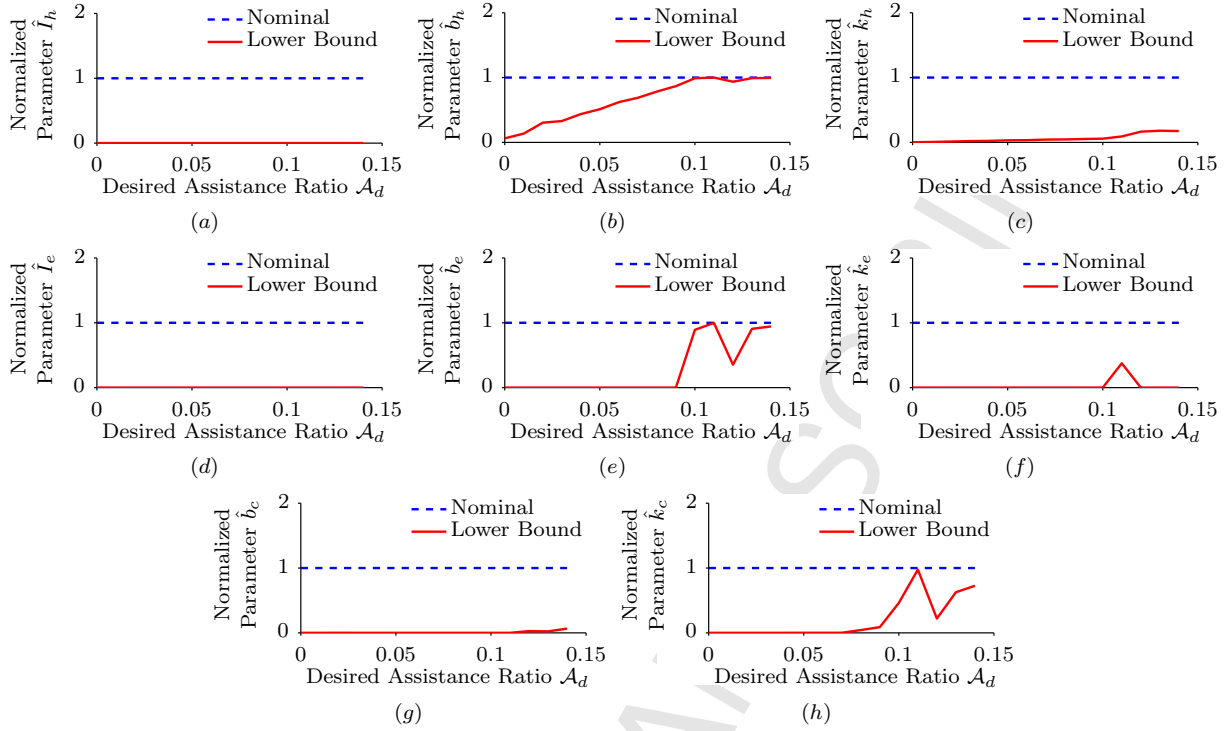 Normalized
Parameter Î_h
2
1
0
Nominal
Lower Bound
0 0.05 0.1 0.15
Desired Assistance Ratio 𝒜_d
(a)
Normalized
Parameter b̂_h
2
1
0
Nominal
Lower Bound
0 0.05 0.1 0.15
Desired Assistance Ratio 𝒜_d
(b)
Normalized
Parameter k̂_h
2
1
0
Nominal
Lower Bound
0 0.05 0.1 0.15
Desired Assistance Ratio 𝒜_d
(c)
Normalized
Parameter Î_e
2
1
0
Nominal
Lower Bound
0 0.05 0.1 0.15
Desired Assistance Ratio 𝒜_d
(d)
Normalized
Parameter b̂_e
2
1
0
Nominal
Lower Bound
0 0.05 0.1 0.15
Desired Assistance Ratio 𝒜_d
(e)
Normalized
Parameter k̂_e
2
1
0
Nominal
Lower Bound
0 0.05 0.1 0.15
Desired Assistance Ratio 𝒜_d
(f)
Normalized
Parameter b̂_c
2
1
0
Nominal
Lower Bound
0 0.05 0.1 0.15
Desired Assistance Ratio 𝒜_d
(g)
Normalized
Parameter k̂_c
2
1
0
Nominal
Lower Bound
0 0.05 0.1 0.15
Desired Assistance Ratio 𝒜_d
(h)